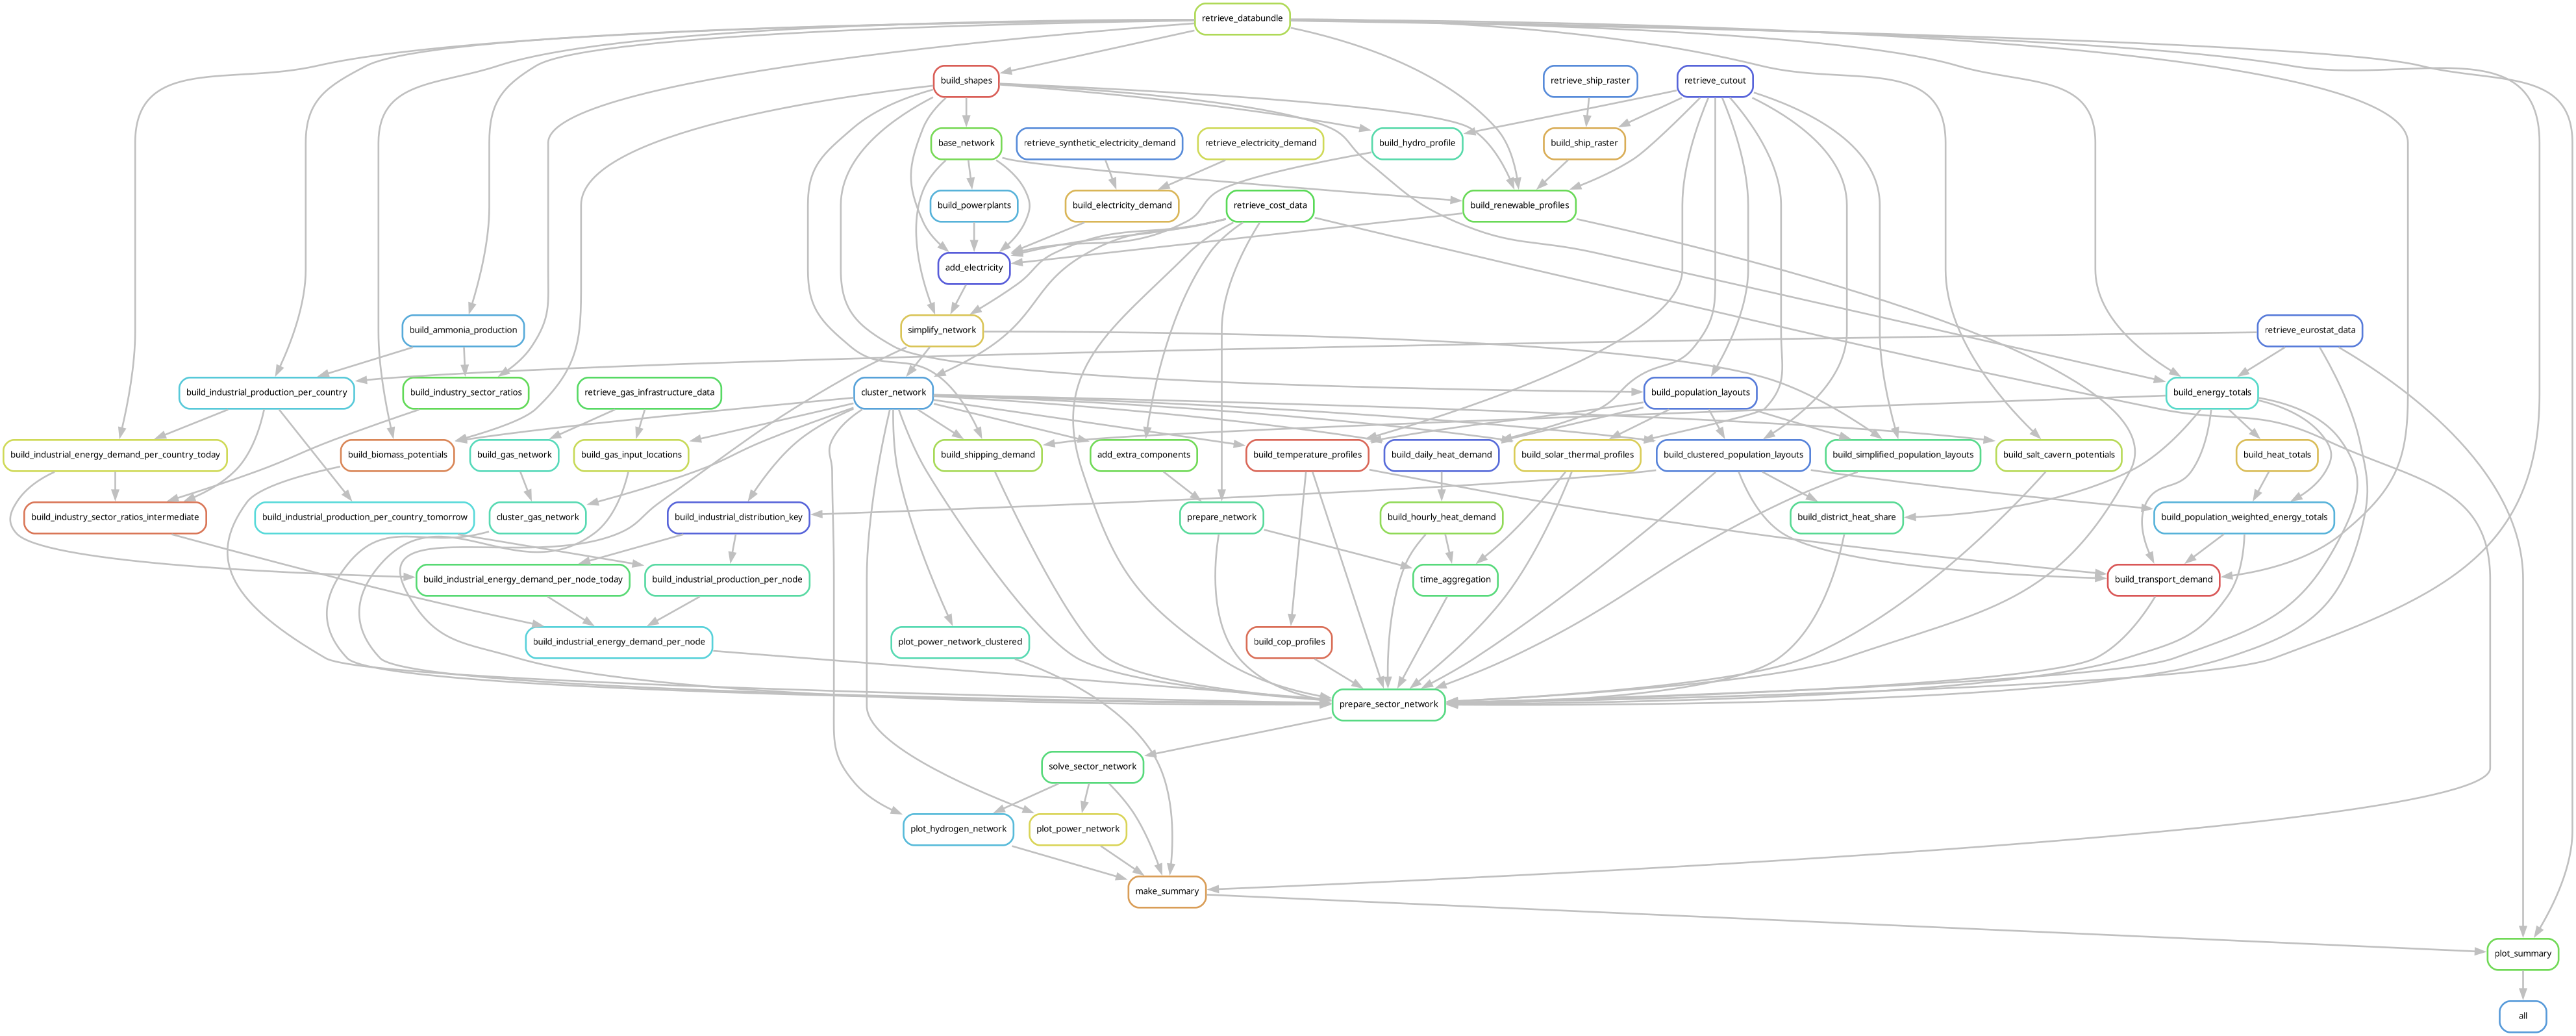 retrieve_databundle
build_shapes
retrieve_ship_raster
retrieve_cutout
base_network
retrieve_synthetic_electricity_demand
retrieve_electricity_demand
build_hydro_profile
build_ship_raster
build_powerplants
build_electricity_demand
retrieve_cost_data
build_renewable_profiles
add_electricity
build_ammonia_production
simplify_network
retrieve_eurostat_data
build_industrial_production_per_country
build_industry_sector_ratios
retrieve_gas_infrastructure_data
cluster_network
build_population_layouts
build_energy_totals
build_industrial_energy_demand_per_country_today
build_biomass_potentials
build_gas_network
build_gas_input_locations
build_shipping_demand
add_extra_components
build_temperature_profiles
build_daily_heat_demand
build_solar_thermal_profiles
build_clustered_population_layouts
build_simplified_population_layouts
build_salt_cavern_potentials
build_heat_totals
build_industry_sector_ratios_intermediate
build_industrial_production_per_country_tomorrow
cluster_gas_network
build_industrial_distribution_key
prepare_network
build_hourly_heat_demand
build_district_heat_share
build_population_weighted_energy_totals
build_industrial_energy_demand_per_node_today
build_industrial_production_per_node
time_aggregation
build_transport_demand
build_industrial_energy_demand_per_node
plot_power_network_clustered
build_cop_profiles
prepare_sector_network
solve_sector_network
plot_hydrogen_network
plot_power_network
make_summary
plot_summary
all